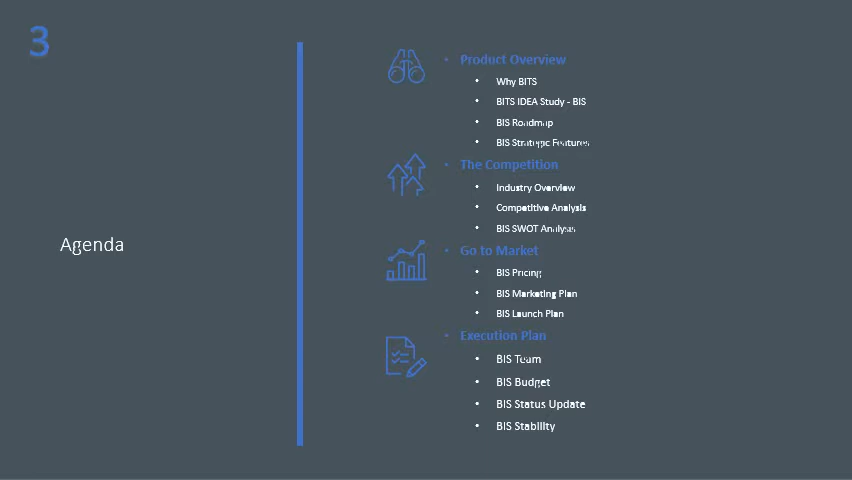 3
Agenda
• Product Overview
• Why BITS
• BITS IDEA Study - BIS
• BIS Roadmap
• BIS Strategic Features
• The Competition
• Industry Overview
• Competitive Analysis
• BIS SWOT Analysis
• Go to Market
• BIS Pricing
• BIS Marketing Plan
• BIS Launch Plan
• Execution Plan
• BIS Team
• BIS Budget
• BIS Status Update
• BIS Stability